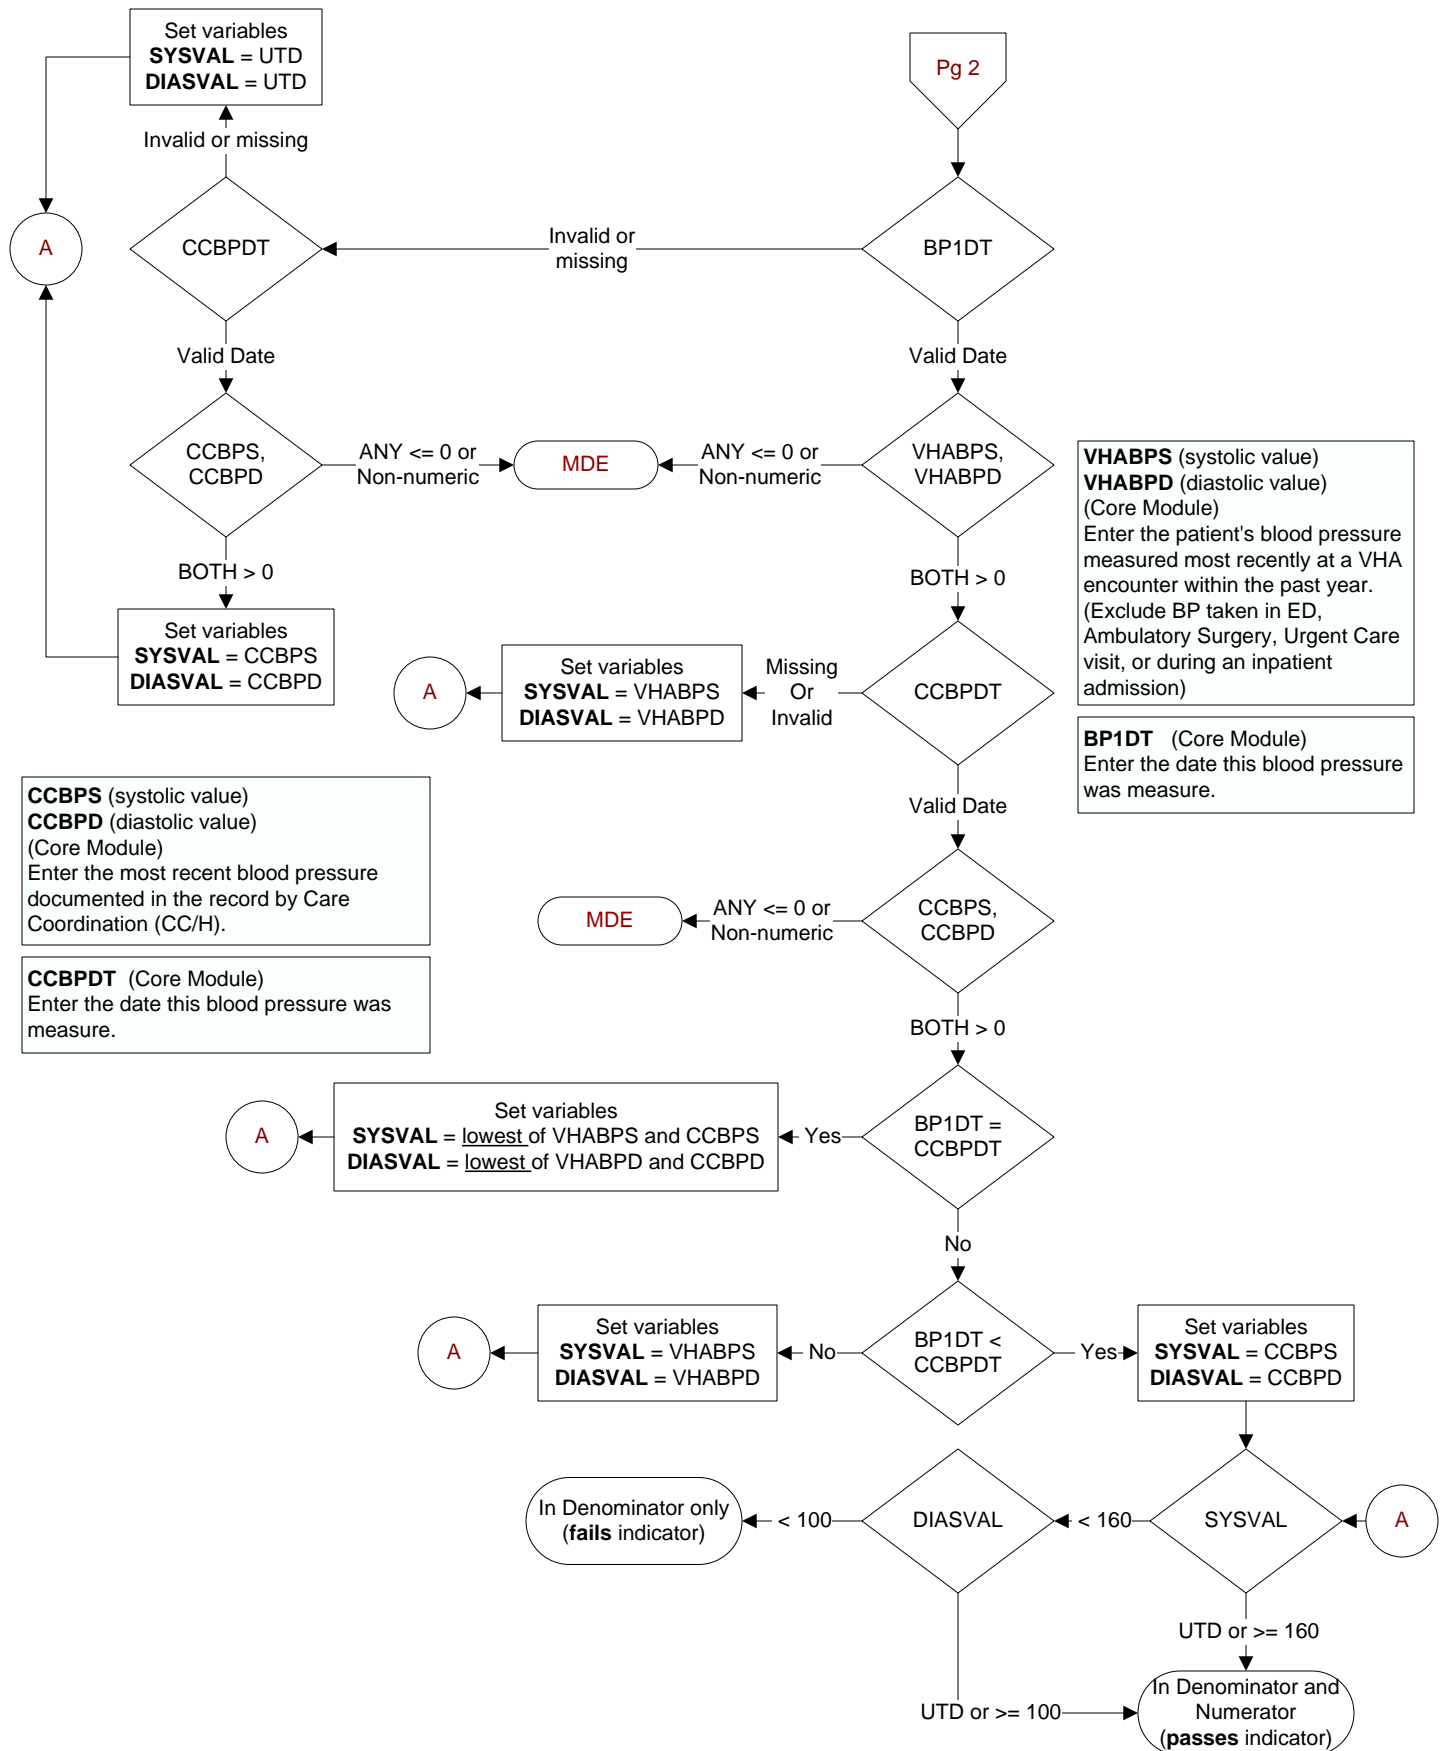 Set variables
SYSVAL = UTD
DIASVAL = UTD
Pg 2
Invalid or missing
A
CCBPDT
Invalid or
missing
BP1DT
Valid Date
Valid Date
CCBPS,
CCBPD
ANY <= 0 or
Non-numeric
MDE
ANY <= 0 or
Non-numeric
VHABPS,
VHABPD
VHABPS (systolic value)
VHABPD (diastolic value)
(Core Module)
Enter the patient's blood pressure
measured most recently at a VHA
encounter within the past year.
(Exclude BP taken in ED,
Ambulatory Surgery, Urgent Care
visit, or during an inpatient
admission)
BOTH > 0
BOTH > 0
Set variables
SYSVAL = CCBPS
DIASVAL = CCBPD
A
Set variables
SYSVAL = VHABPS
DIASVAL = VHABPD
Missing
Or
Invalid
CCBPDT
BP1DT (Core Module)
Enter the date this blood pressure
was measure.
CCBPS (systolic value)
CCBPD (diastolic value)
(Core Module)
Enter the most recent blood pressure
documented in the record by Care
Coordination (CC/H).
Valid Date
MDE
ANY <= 0 or
Non-numeric
CCBPS,
CCBPD
CCBPDT (Core Module)
Enter the date this blood pressure was
measure.
BOTH > 0
A
Set variables
SYSVAL = lowest of VHABPS and CCBPS
DIASVAL = lowest of VHABPD and CCBPD
Yes
BP1DT =
CCBPDT
No
A
Set variables
SYSVAL = VHABPS
DIASVAL = VHABPD
No
BP1DT <
CCBPDT
Yes
Set variables
SYSVAL = CCBPS
DIASVAL = CCBPD
In Denominator only
(fails indicator)
< 100
DIASVAL
< 160
SYSVAL
A
UTD or >= 160
UTD or >= 100
In Denominator and
Numerator
(passes indicator)